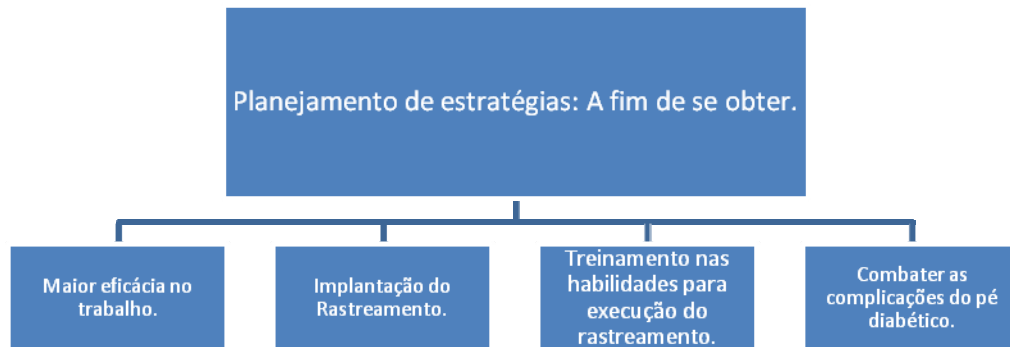 Planejamento de estratégias: A fim de se obter.
Maior eficácia no
trabalho.
Implantação do
Rastreamento.
Treinamento nas
habilidades para
execução do
rastreamento.
Combater as
complicações do pé
diabético.